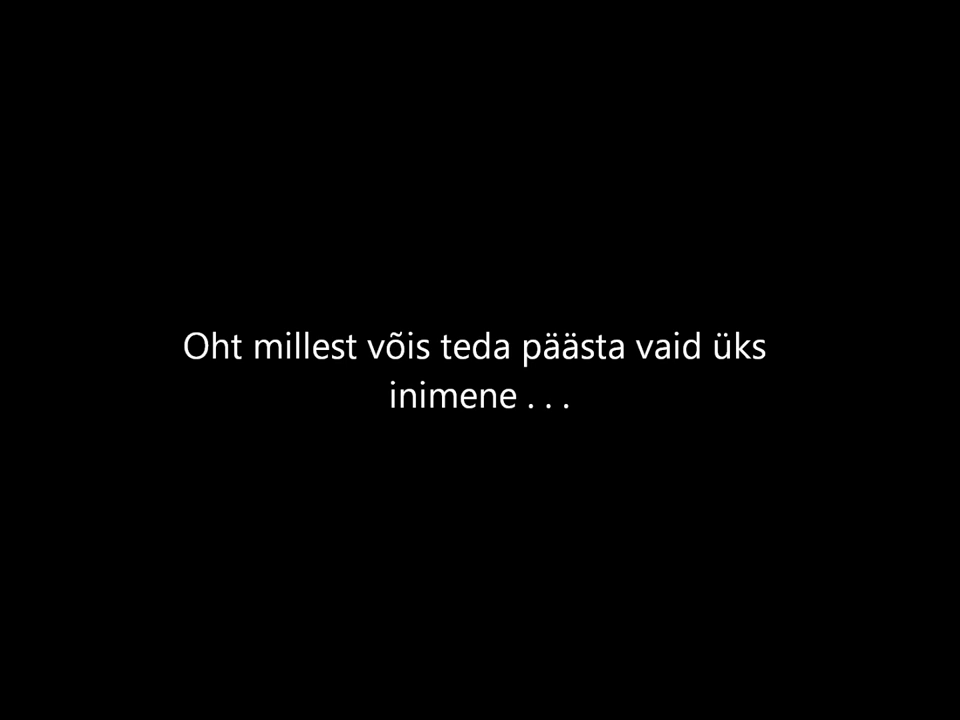 Oht millest võis teda päästa vaid üks
inimene . . .